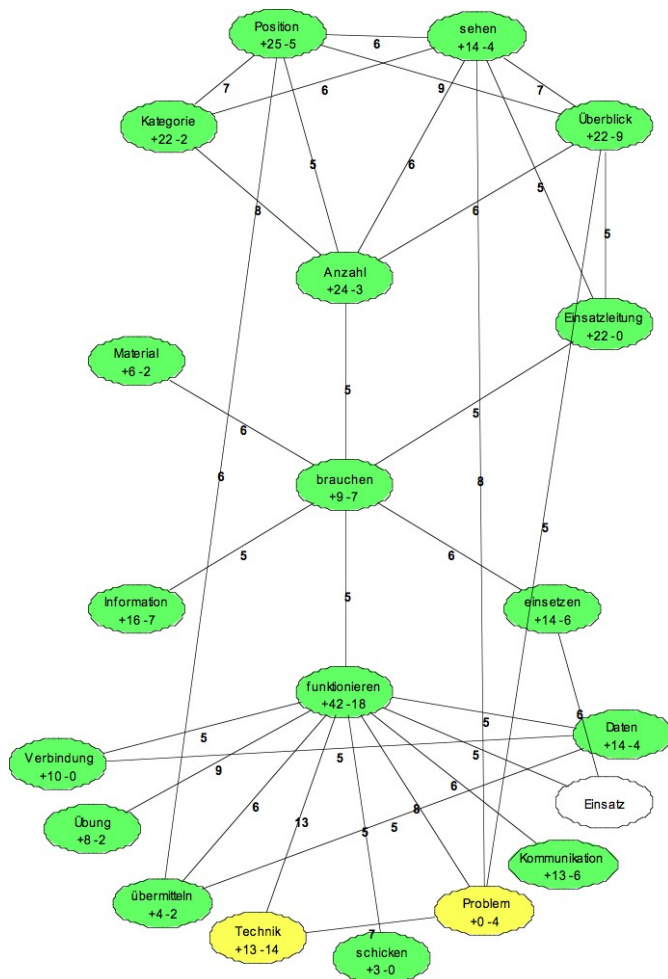 Position
+25 -5
sehen
+14 -4
6
7
6
9
7
Kategorie
+22 -2
Überblick
+22 -9
5
6
5
8
6
5
Anzahl
+24 -3
Einsatzleitung
+22 -0
Material
+6 -2
5
5
6
6
8
brauchen
+9 -7
5
5
6
5
Information
+16 -7
einsetzen
+14 -6
funktionieren
+42 -18
6
5
Daten
+14 -4
5
5
5
Verbindung
+10 -0
9
6
8
6
Einsatz
Übung
+8 -2
13
5
5
Kommunikation
+13 -6
übermitteln
+4 -2
Problem
+0 -4
Technik
+13 -14
7
schicken
+3 -0